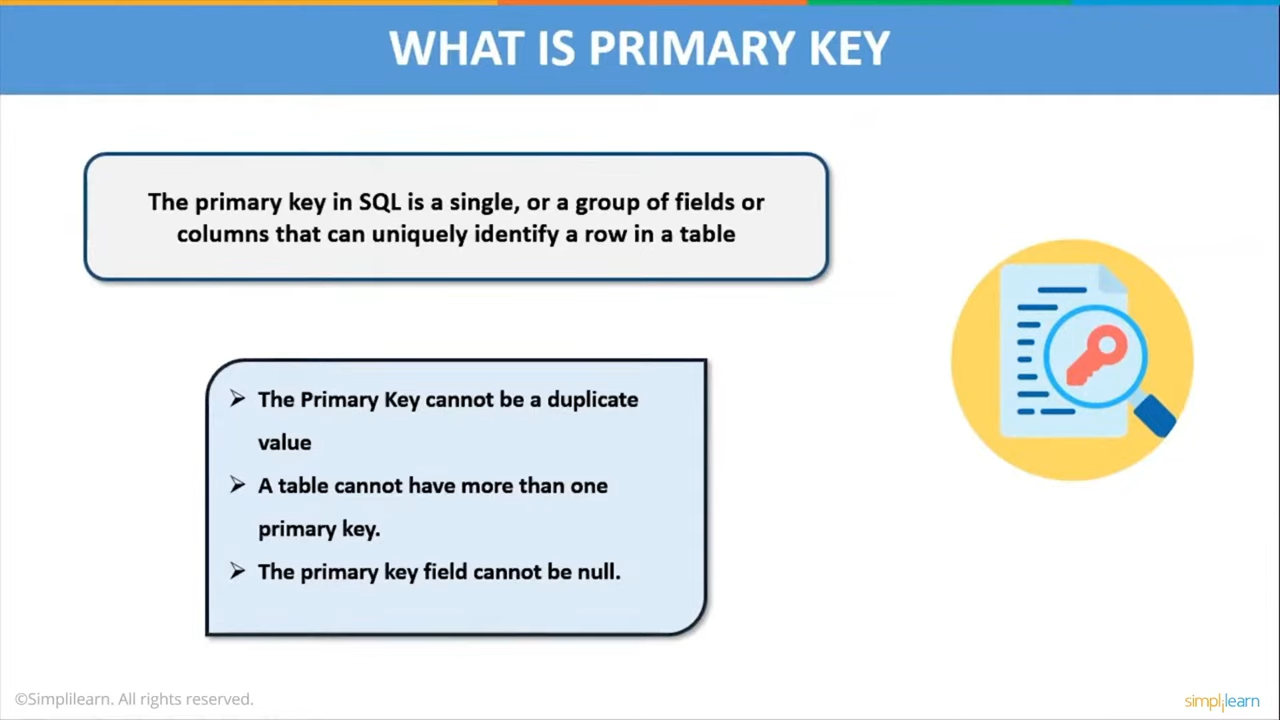 WHAT IS PRIMARY KEY
The primary key in SQL is a single, or a group of fields or
columns that can uniquely identify a row in a table
➢ The Primary Key cannot be a duplicate
value
➢ A table cannot have more than one
primary key.
➢ The primary key field cannot be null.
©Simplilearn. All rights reserved.
simplilearn